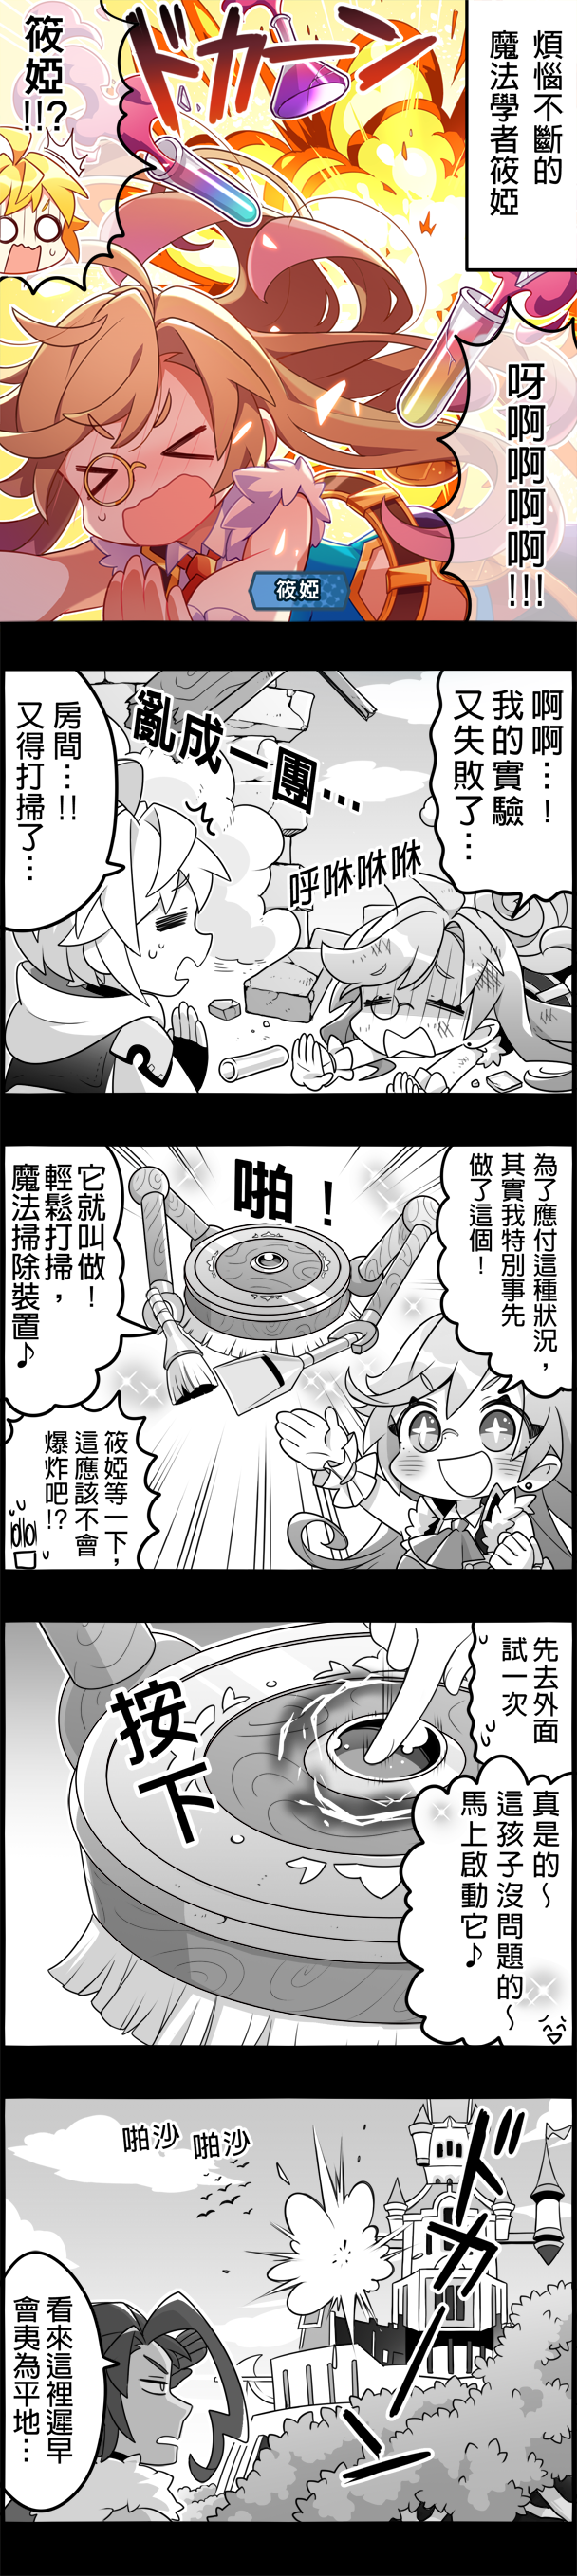 煩惱不斷的
魔法學者筱婭
ドカーン
筱婭!!?
呀啊啊啊啊!!!
筱婭
啊啊…！
我的實驗
又失敗了…
亂成一團…
呼咻咻咻
房間…!!
又得打掃了…
為了應付這種狀況，
其實我特別事先
做了這個！
啪！
它就叫做！
輕鬆打掃，
魔法掃除裝置♪
筱婭等一下，
這應該不會
爆炸吧!?
先去外面
試一次
真是的～
這孩子沒問題的～
馬上啟動它♪
按下
ドカーン
啪沙
啪沙
看來這裡遲早
會夷為平地…